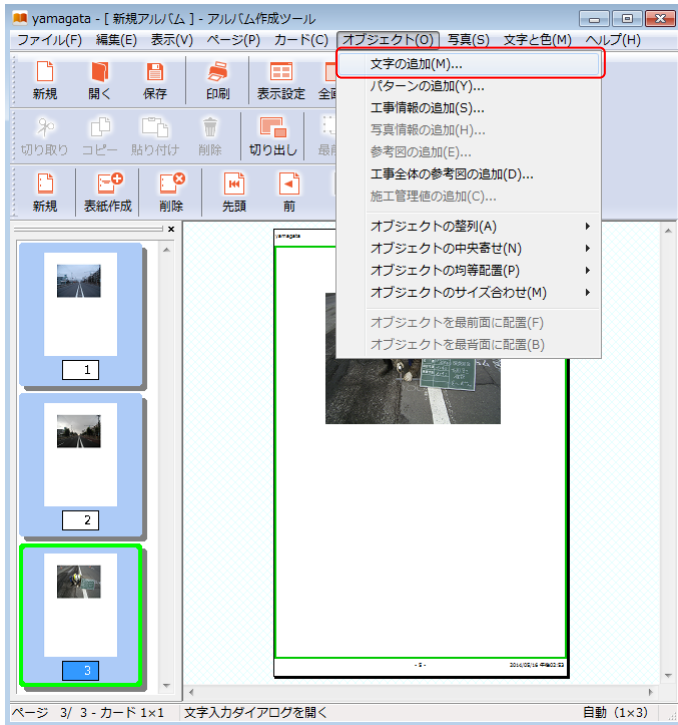 yamagata - [ 新規アルバム ] - アルバム作成ツール
ファイル(F) 編集(E) 表示(V) ページ(P) カード(C) オブジェクト(O) 写真(S) 文字と色(M) ヘルプ(H)
新規 開く 保存 印刷 表示設定
切り取り コピー 貼り付け 削除 切り出し
新規 表紙作成 削除 先頭 前
文字の追加(M)...
パターンの追加(Y)...
工事情報の追加(S)...
写真情報の追加(H)...
参考図の追加(E)...
工事全体の参考図の追加(D)...
施工管理値の追加(C)...
オブジェクトの整列(A)
オブジェクトの中央寄せ(N)
オブジェクトの均等配置(P)
オブジェクトのサイズ合わせ(M)
オブジェクトを最前面に配置(F)
オブジェクトを最背面に配置(B)
yamagata
1
2
3
- 5 -
ページ 3/ 3 - カード 1×1 文字入力ダイアログを開く 自動 (1×3)